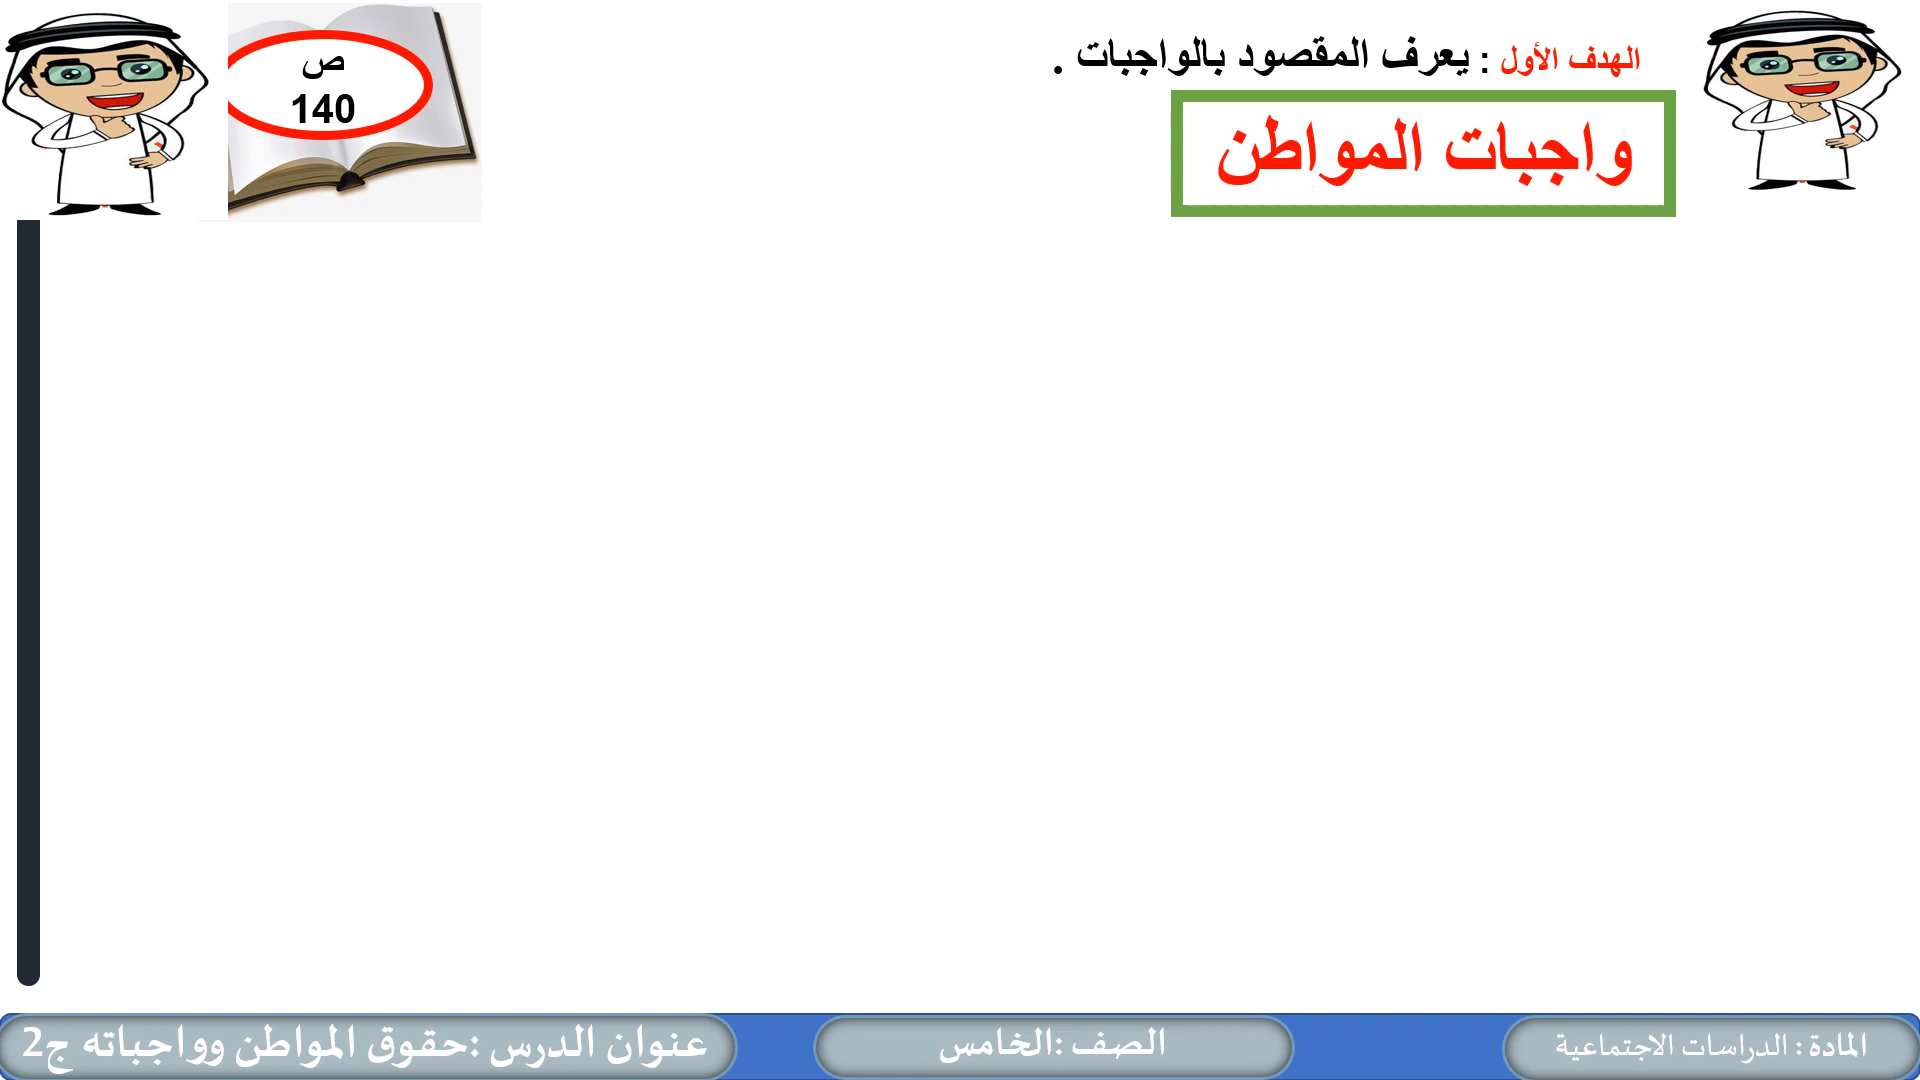 الهدف الأول : يعرف المقصود بالواجبات .
واجبات المواطن
ص
140
المادة : الدراسات الاجتماعية
الصف :الخامس
عنوان الدرس :حقوق المواطن وواجباته ج2